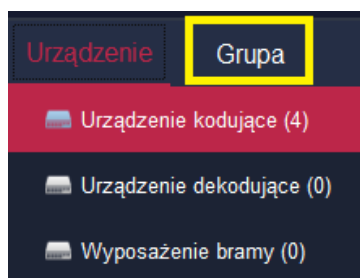 Urządzenie Grupa
Urządzenie kodujące (4)
Urządzenie dekodujące (0)
Wyposażenie bramy (0)